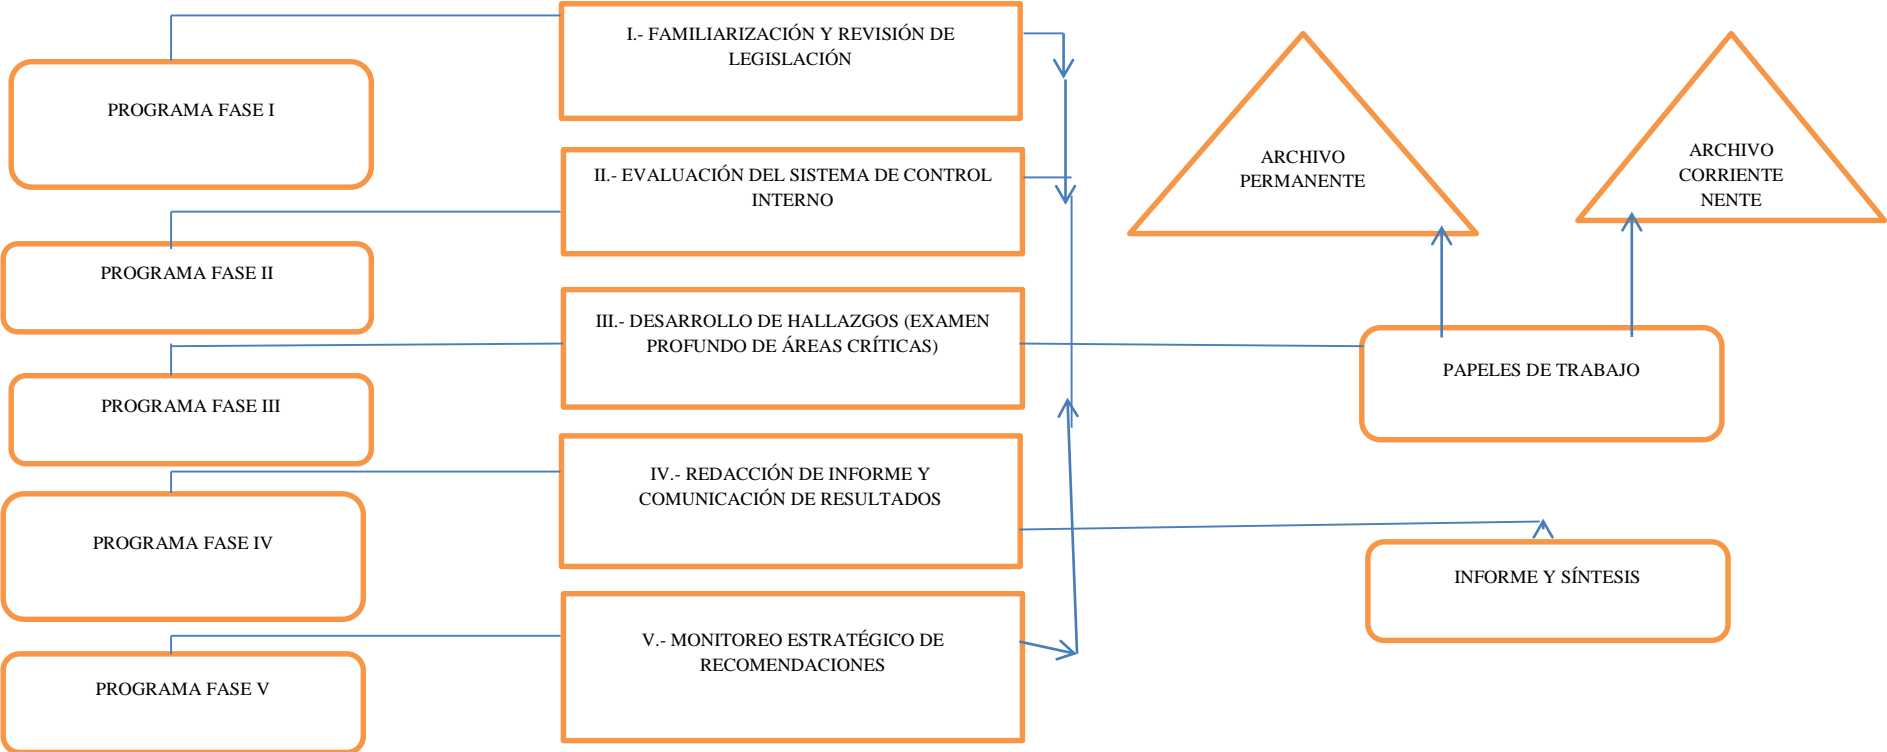 I.- FAMILIARIZACIÓN Y REVISIÓN DE
LEGISLACIÓN
PROGRAMA FASE I
II.- EVALUACIÓN DEL SISTEMA DE CONTROL
INTERNO
PROGRAMA FASE II
III.- DESARROLLO DE HALLAZGOS (EXAMEN
PROFUNDO DE ÁREAS CRÍTICAS)
PROGRAMA FASE III
IV.- REDACCIÓN DE INFORME Y
COMUNICACIÓN DE RESULTADOS
PROGRAMA FASE IV
V.- MONITOREO ESTRATÉGICO DE
RECOMENDACIONES
PROGRAMA FASE V
ARCHIVO
PERMANENTE
ARCHIVO
CORRIENTE
NENTE
PAPELES DE TRABAJO
INFORME Y SÍNTESIS